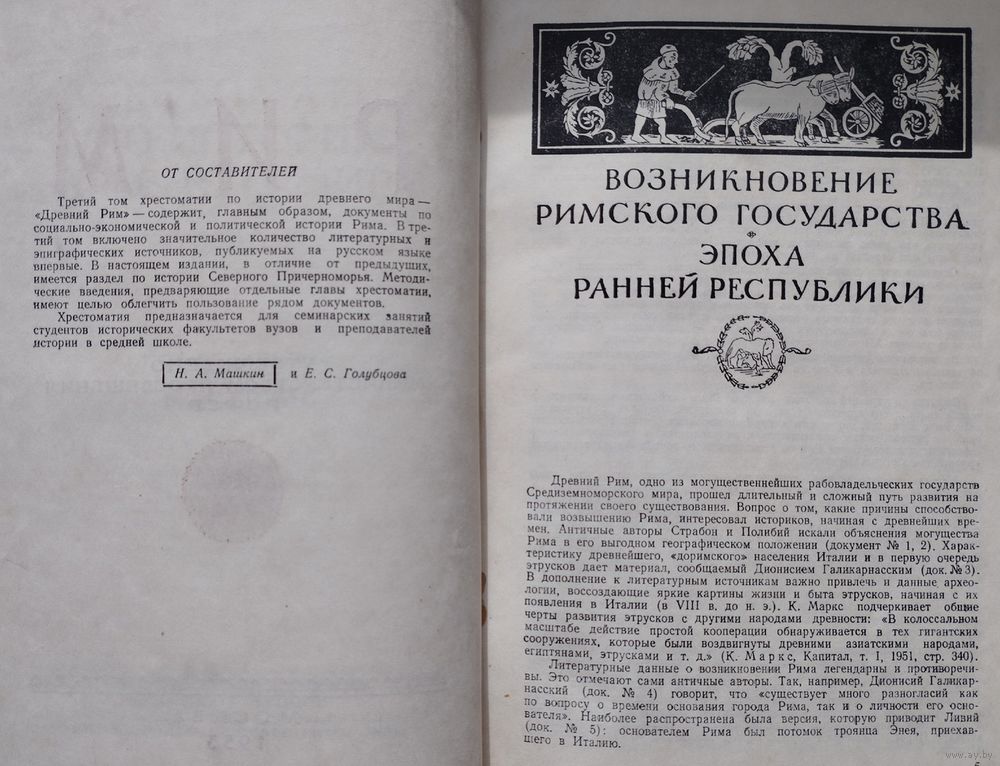 ОТ СОСТАВИТЕЛЕЙ
Третий том хрестоматии по истории древнего мира —
«Древний Рим» — содержит, главным образом, документы по
социально-экономической и политической истории Рима. В тре-
тий том включено значительное количество литературных и
эпиграфических источников, публикуемых на русском языке
впервые. В настоящем издании, в отличие от предыдущих,
имеется раздел по истории Северного Причерноморья. Методи-
ческие введения, предваряющие отдельные главы хрестоматии,
имеют целью облегчить пользование рядом документов.
Хрестоматия предназначается для семинарских занятий
студентов исторических факультетов вузов и преподавателей
истории в средней школе.
Н. А. Машкин и Е. С. Голубцова
ВОЗНИКНОВЕНИЕ
РИМСКОГО ГОСУДАРСТВА
ЭПОХА
РАННЕЙ РЕСПУБЛИКИ
Древний Рим, одно из могущественнейших рабовладельческих государств
Средиземноморского мира, прошел длительный и сложный путь развития на
протяжении своего существования. Вопрос о том, какие причины способство-
вали возвышению Рима, интересовал историков, начиная с древнейших вре-
мен. Античные авторы Страбон и Полибий искали объяснения могущества
Рима в его выгодном географическом положении (документ № 1, 2). Харак-
теристику древнейшего, «доримского» населения Италии и в первую очередь
этрусков дает материал, сообщаемый Дионисием Галикарнасским (док. № 3).
В дополнение к литературным источникам важно привлечь и данные архео-
логии, воссоздающие яркие картины жизни и быта этрусков, начиная с их
появления в Италии (в VIII в. до н. э.). К. Маркс подчеркивает общие
черты развития этрусков с другими народами древности: «В колоссальном
масштабе действие простой кооперации обнаруживается в тех гигантских
сооружениях, которые были воздвигнуты древними азиатскими народами,
египтянами, этрусками и т. д.» (К. Маркс, Капитал, т. I, 1951, стр. 340).
Литературные данные о возникновении Рима легендарны и противоречи-
вы. Это отмечают сами античные авторы. Так, например, Дионисий Галикар-
насский (док. № 4) говорит, что «существует много разногласий как
по вопросу о времени основания города Рима, так и о личности его осно-
вателя». Наиболее распространена была версия, которую приводит Ливий
(док. № 5): основателем Рима был потомок троянца Энея, приехав-
шего в Италию.
www.ay.by